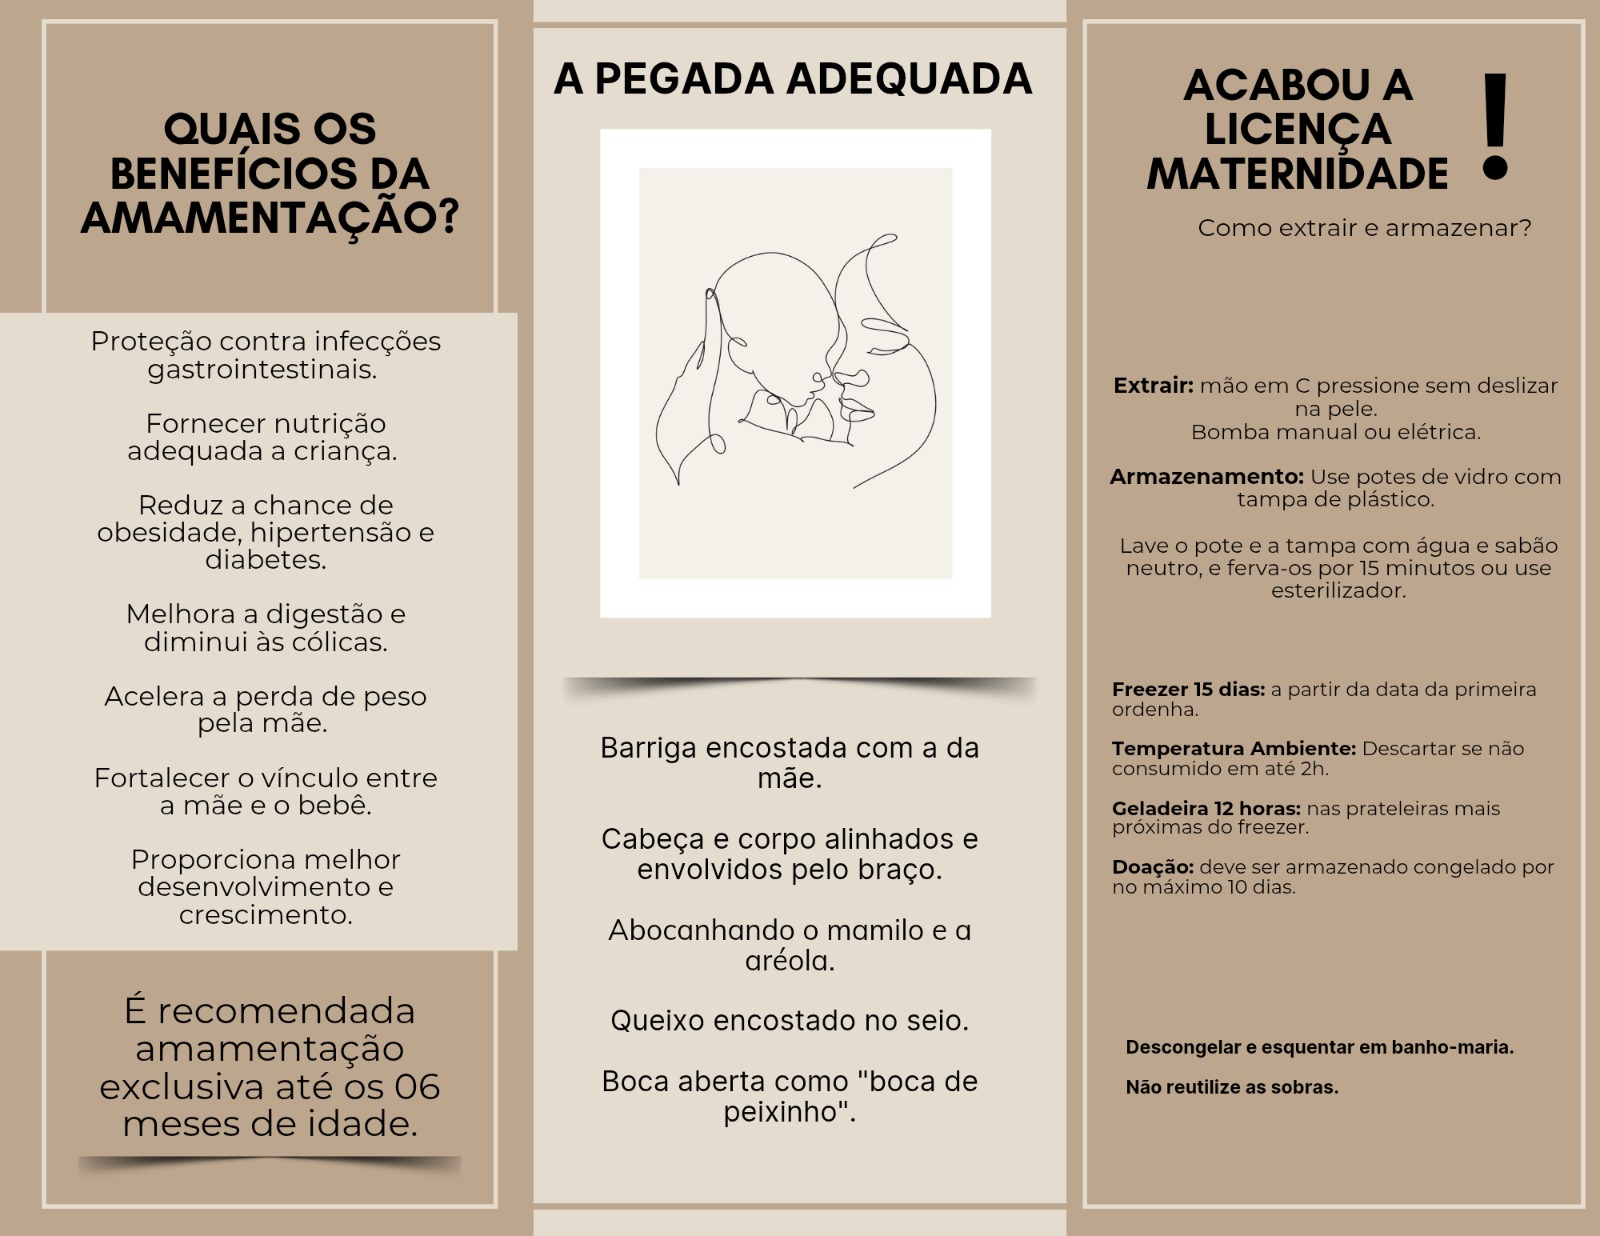 QUAIS OS
BENEFÍCIOS DA
AMAMENTAÇÃO?
Proteção contra infecções
gastrointestinais.
Fornecer nutrição
adequada a criança.
Reduz a chance de
obesidade, hipertensão e
diabetes.
Melhora a digestão e
diminui às cólicas.
Acelera a perda de peso
pela mãe.
Fortalecer o vínculo entre
a mãe e o bebê.
Proporciona melhor
desenvolvimento e
crescimento.
É recomendada
amamentação
exclusiva até os 06
meses de idade.
A PEGADA ADEQUADA
Barriga encostada com a da
mãe.
Cabeça e corpo alinhados e
envolvidos pelo braço.
Abocanhando o mamilo e a
aréola.
Queixo encostado no seio.
Boca aberta como "boca de
peixinho".
ACABOU A
LICENÇA
MATERNIDADE
!
Como extrair e armazenar?
Extrair: mão em C pressione sem deslizar
na pele.
Bomba manual ou elétrica.
Armazenamento: Use potes de vidro com
tampa de plástico.
Lave o pote e a tampa com água e sabão
neutro, e ferva-os por 15 minutos ou use
esterilizador.
Freezer 15 dias: a partir da data da primeira
ordenha.
Temperatura Ambiente: Descartar se não
consumido em até 2h.
Geladeira 12 horas: nas prateleiras mais
próximas do freezer.
Doação: deve ser armazenado congelado por
no máximo 10 dias.
Descongelar e esquentar em banho-maria.
Não reutilize as sobras.